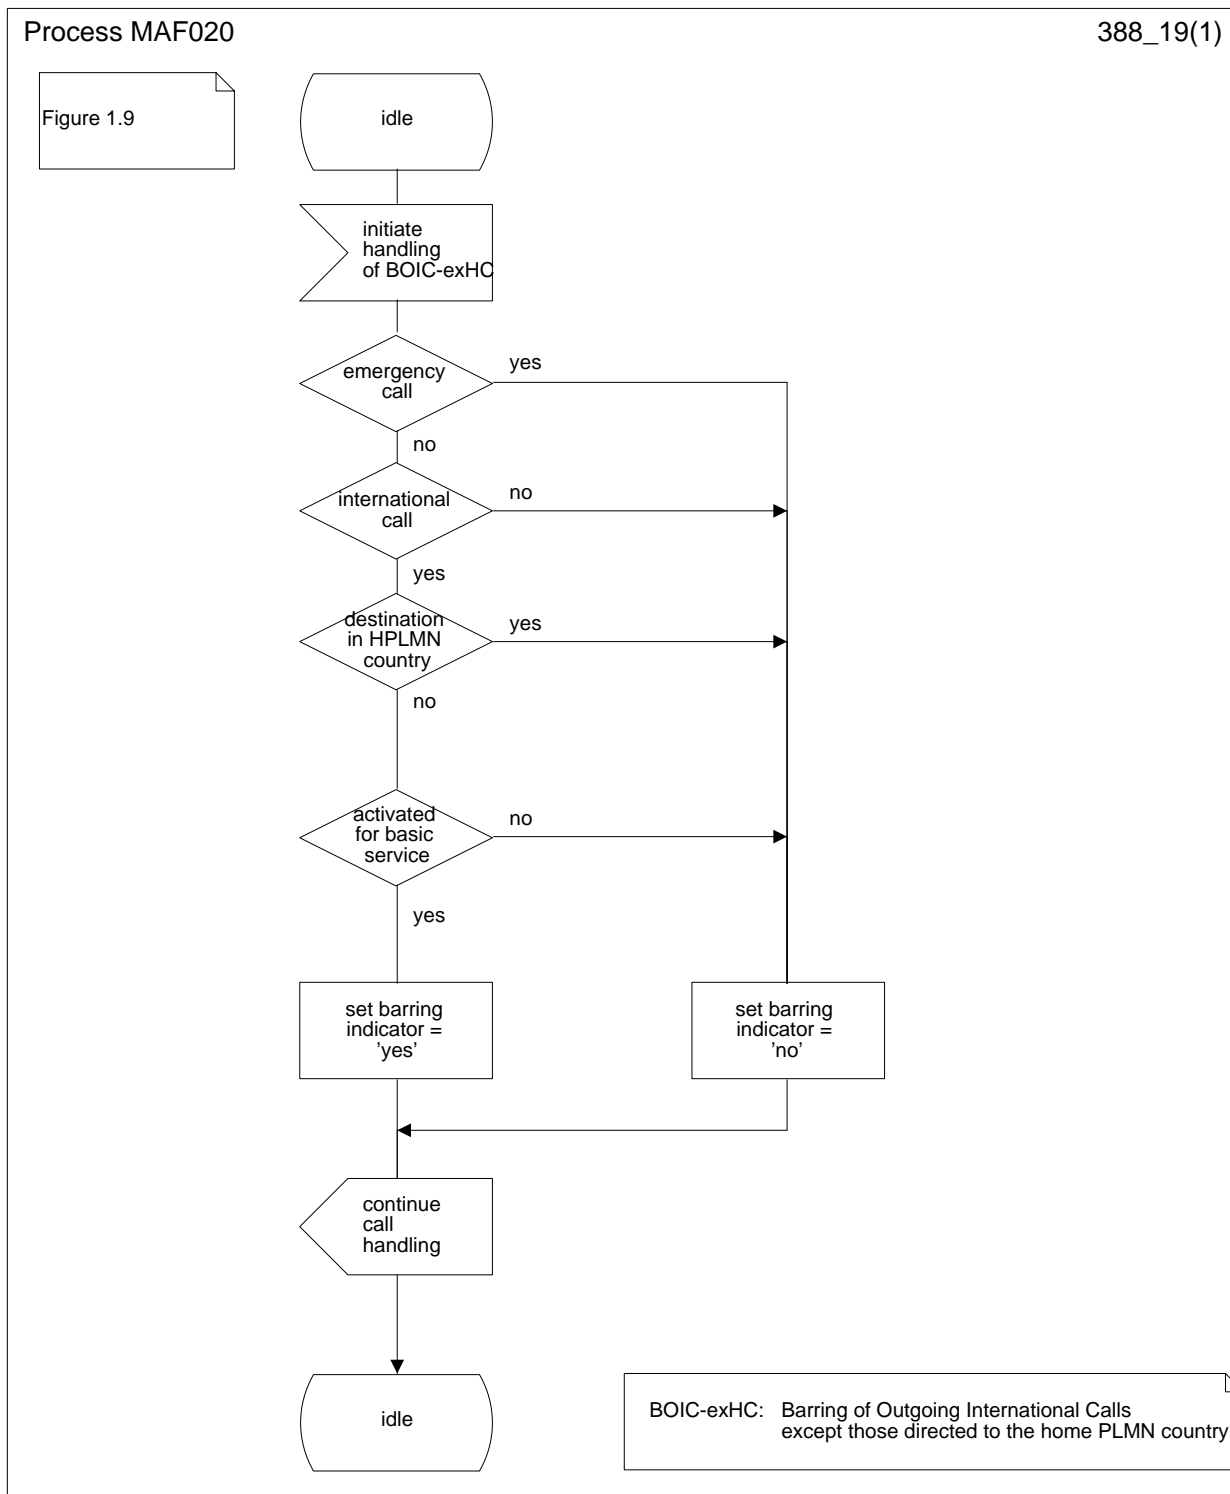 Process MAF020
388_19(1)
Figure 1.9
idle
initiate
handling
of BOIC-exHC
emergency
call
yes
no
international
call
no
yes
destination
in HPLMN
country
yes
no
activated
for basic
service
no
yes
set barring
indicator =
’yes’
set barring
indicator =
’no’
continue
call
handling
idle
BOIC-exHC: Barring of Outgoing International Calls
except those directed to the home PLMN country